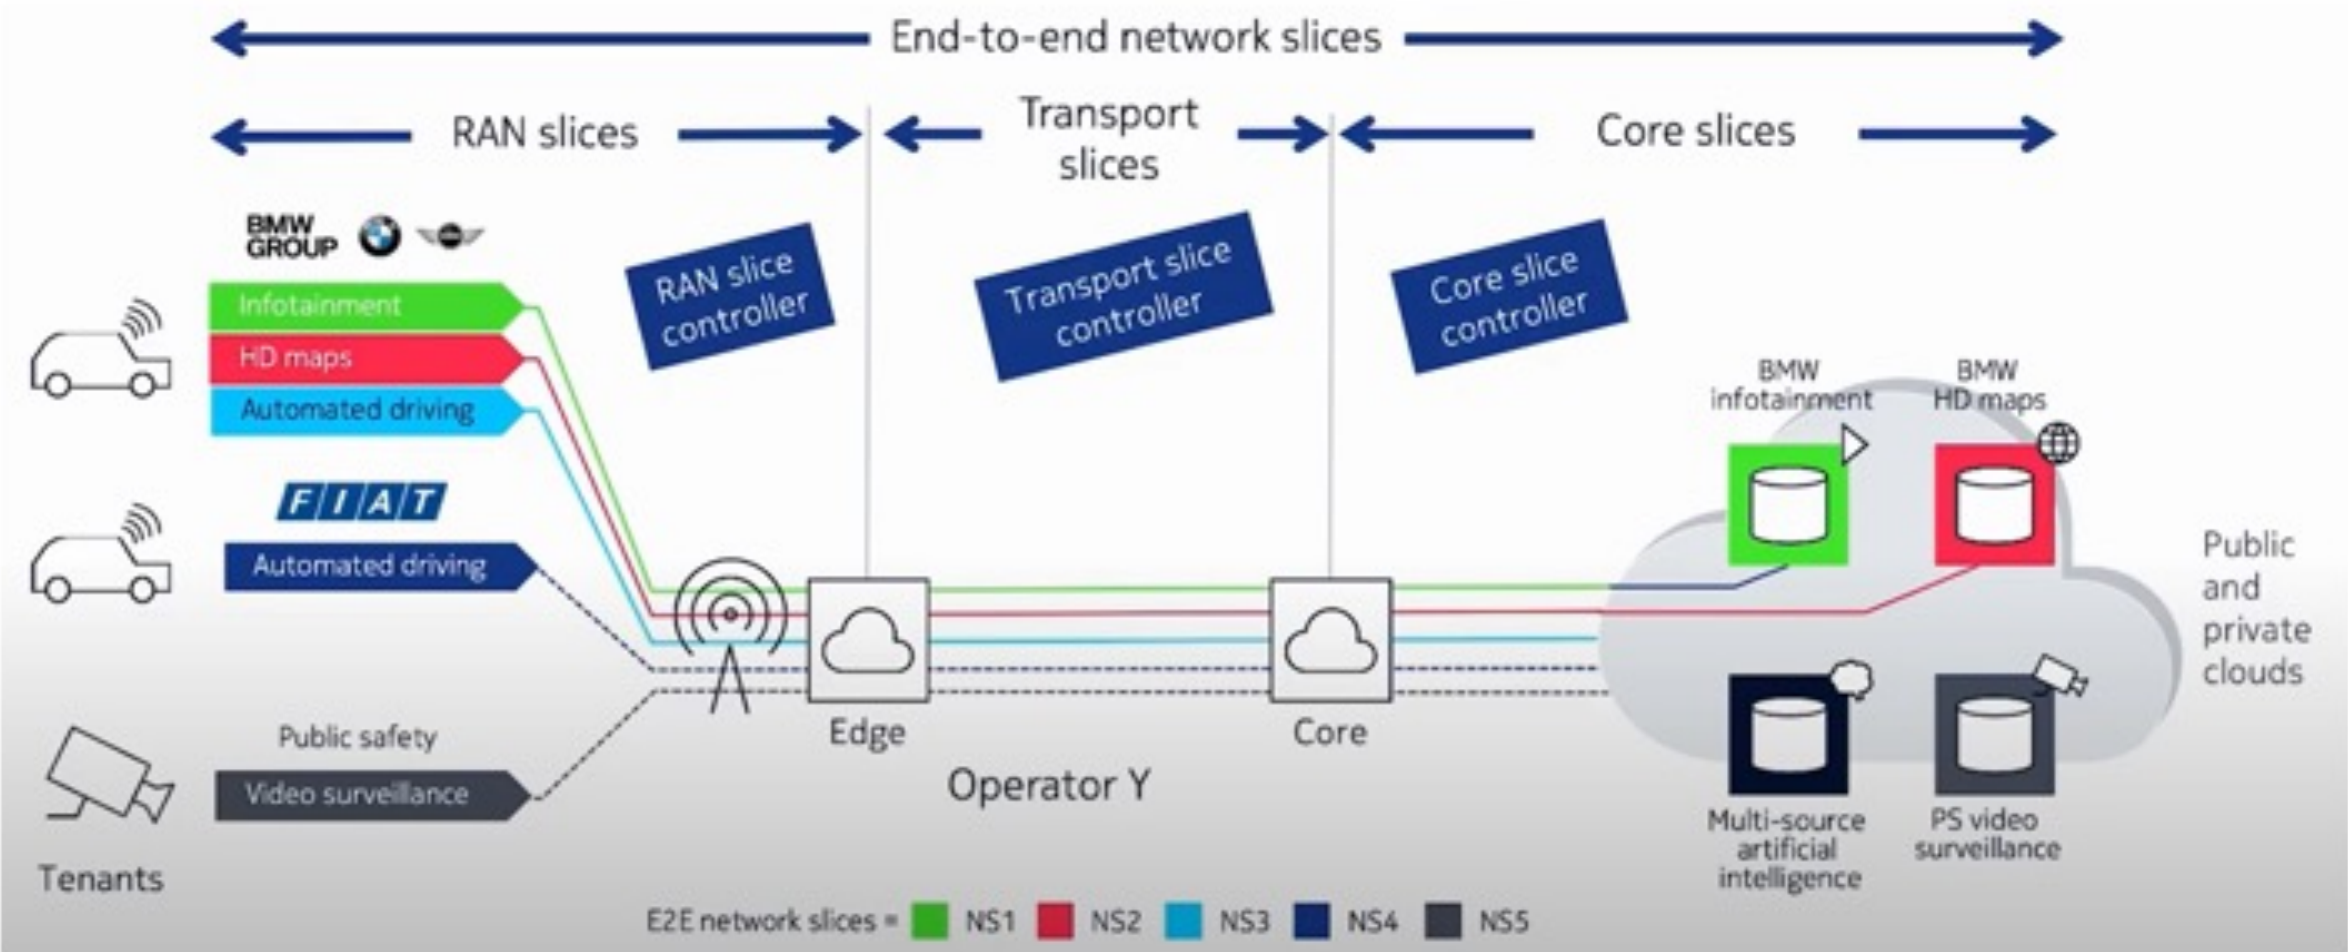 End-to-end network slices
RAN slices
Transport
slices
Core slices
BMW
GROUP
RAN slice
controller
Transport slice
controller
Core slice
controller
Infotainment
HD maps
Automated driving
BMW
infotainment
BMW
HD maps
FIAT
Automated driving
Public
and
private
clouds
Edge
Core
Public safety
Video surveillance
Operator Y
Tenants
Multi-source
artificial
intelligence
PS video
surveillance
E2E network slices = NS1 NS2 NS3 NS4 NS5